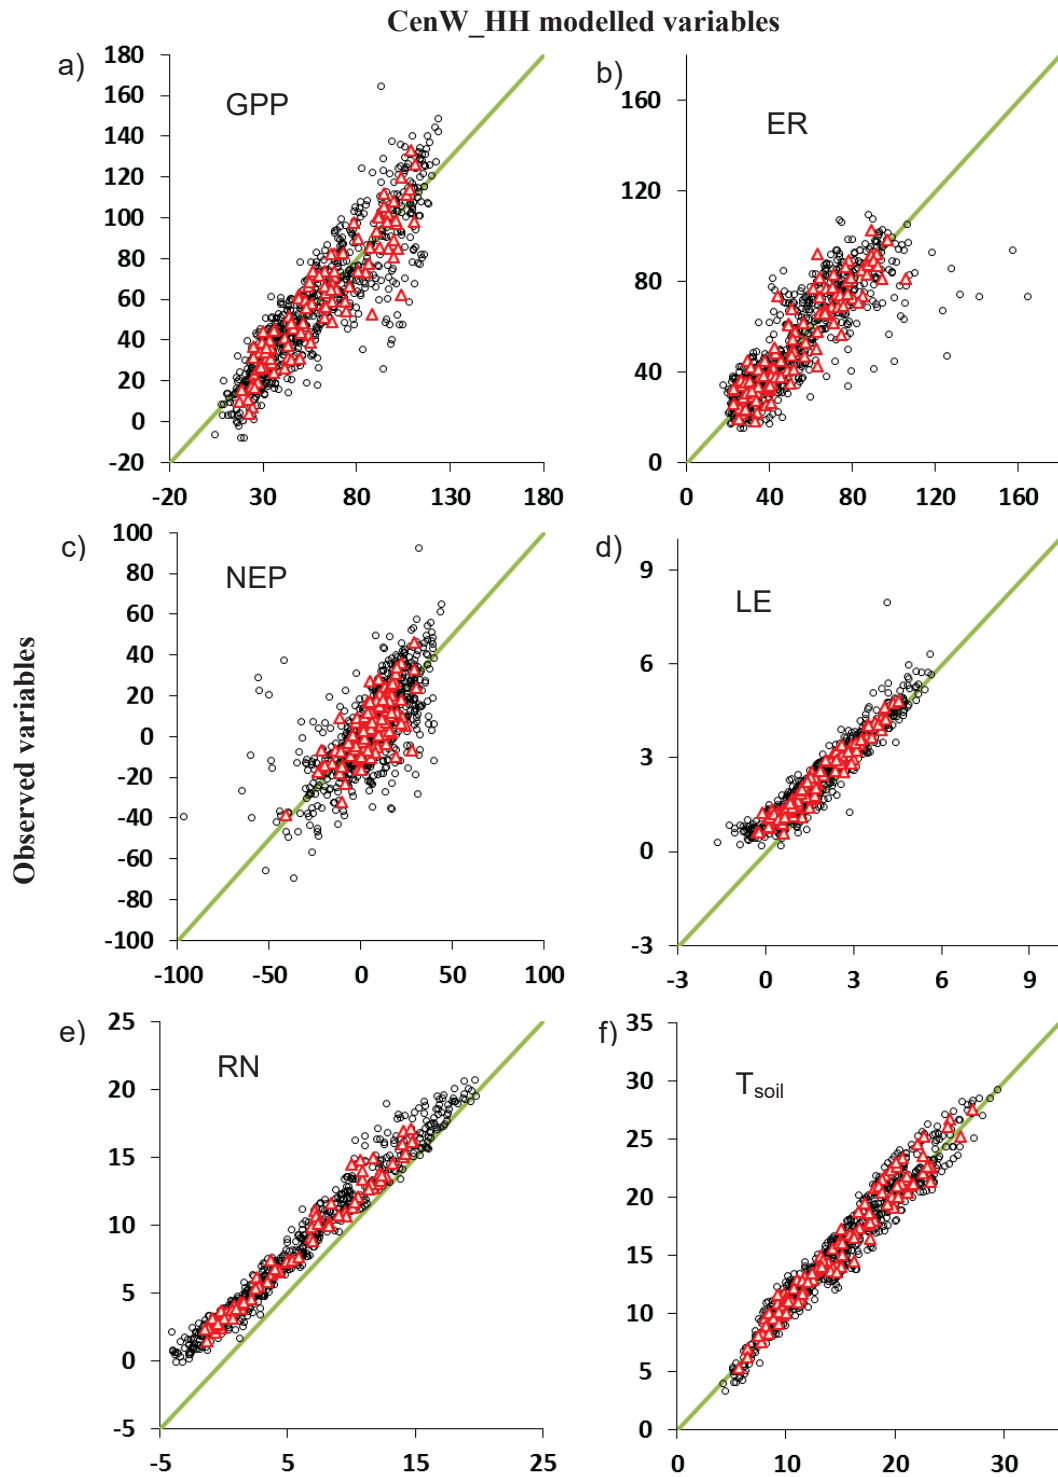 CenW_HH modelled variables
Observed variables
a)
GPP
180
160
140
120
100
80
60
40
20
0
-20
-20 30 80 130 180
b)
ER
160
120
80
40
0
0 40 80 120 160
c)
NEP
100
80
60
40
20
0
-20
-40
-60
-80
-100
-100 -50 0 50 100
d)
LE
9
6
3
0
-3
-3 0 3 6 9
e)
RN
25
20
15
10
5
0
-5
-5 5 15 25
f)
Tsoil
35
30
25
20
15
10
5
0
0 10 20 30